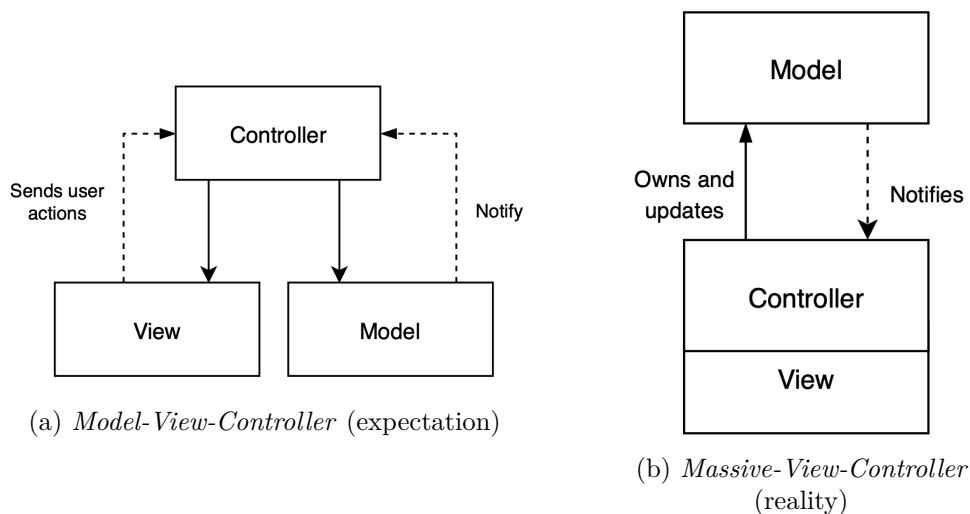 Controller
Sends user
actions
Notify
View
Model
(a) Model-View-Controller (expectation)
Model
Owns and
updates
Notifies
Controller
View
(b) Massive-View-Controller
(reality)